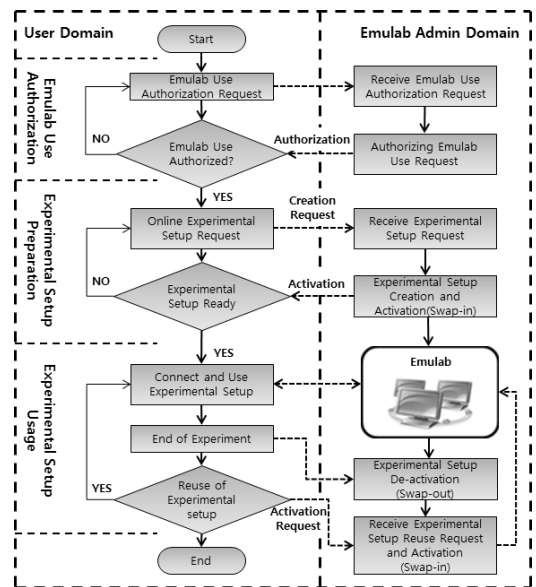 User Domain
Emulab Admin Domain
Start
Emulab Use
Authorization
Emulab Use
Authorization Request
Receive Emulab Use
Authorization Request
NO
Emulab Use
Authorized?
Authorization
Authorizing Emulab
Use Request
YES
Creation
Request
Experimental Setup
Preparation
Online Experimental
Setup Request
Receive Experimental
Setup Request
NO
Experimental
Setup Ready
Activation
Experimental Setup
Creation and
Activation(Swap-in)
YES
Emulab
Experimental Setup
Usage
Connect and Use
Experimental Setup
End of Experiment
Experimental Setup
De-activation
(Swap-out)
YES
Reuse of
Experimental
setup
Activation
Request
Receive Experimental
Setup Reuse Request
and Activation
(Swap-in)
End